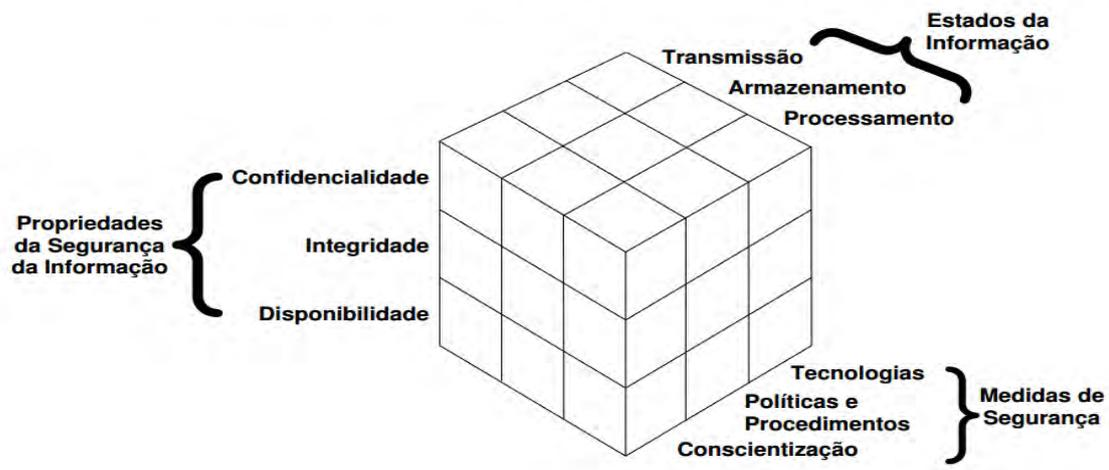 Estados da
Informação
Transmissão
Armazenamento
Processamento
Confidencialidade
Propriedades
da Segurança
da Informação
Integridade
Disponibilidade
Tecnologias
Políticas e
Procedimentos
Conscientização
Medidas de
Segurança